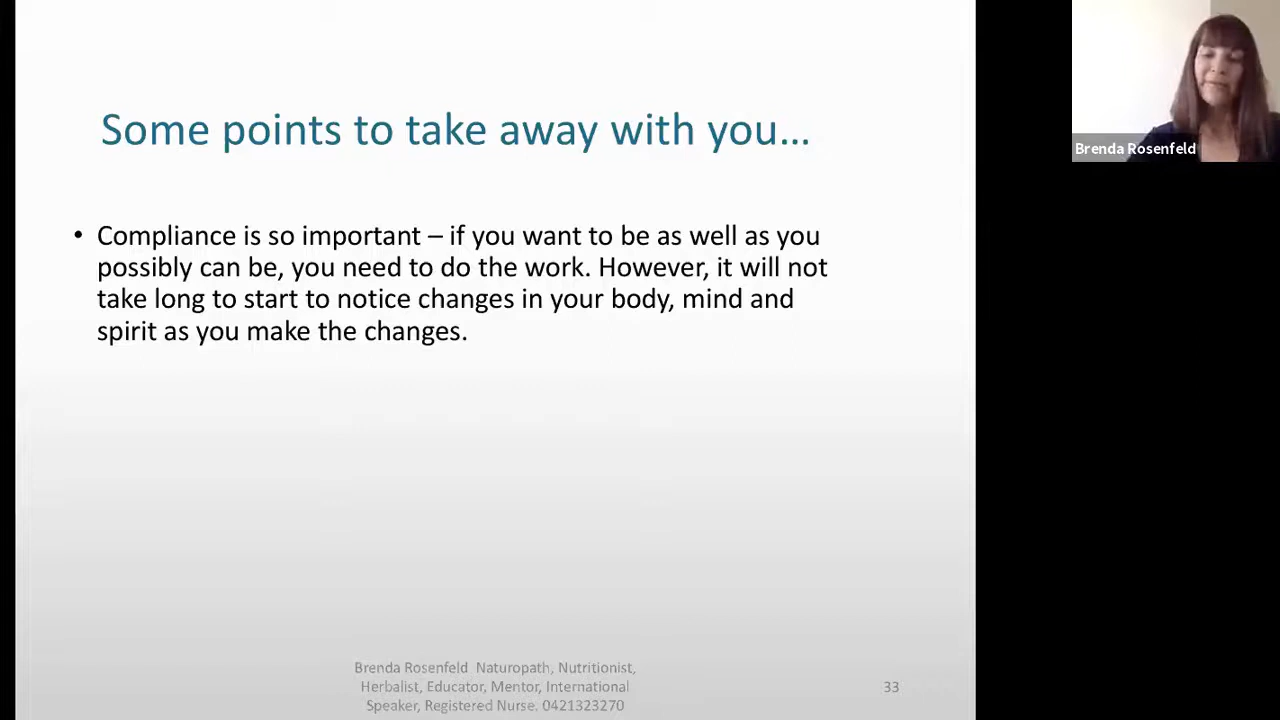 Some points to take away with you...
• Compliance is so important – if you want to be as well as you
possibly can be, you need to do the work. However, it will not
take long to start to notice changes in your body, mind and
spirit as you make the changes.
Brenda Rosenfeld Naturopath, Nutritionist,
Herbalist, Educator, Mentor, International
Speaker, Registered Nurse. 0421323270
33
Brenda Rosenfeld